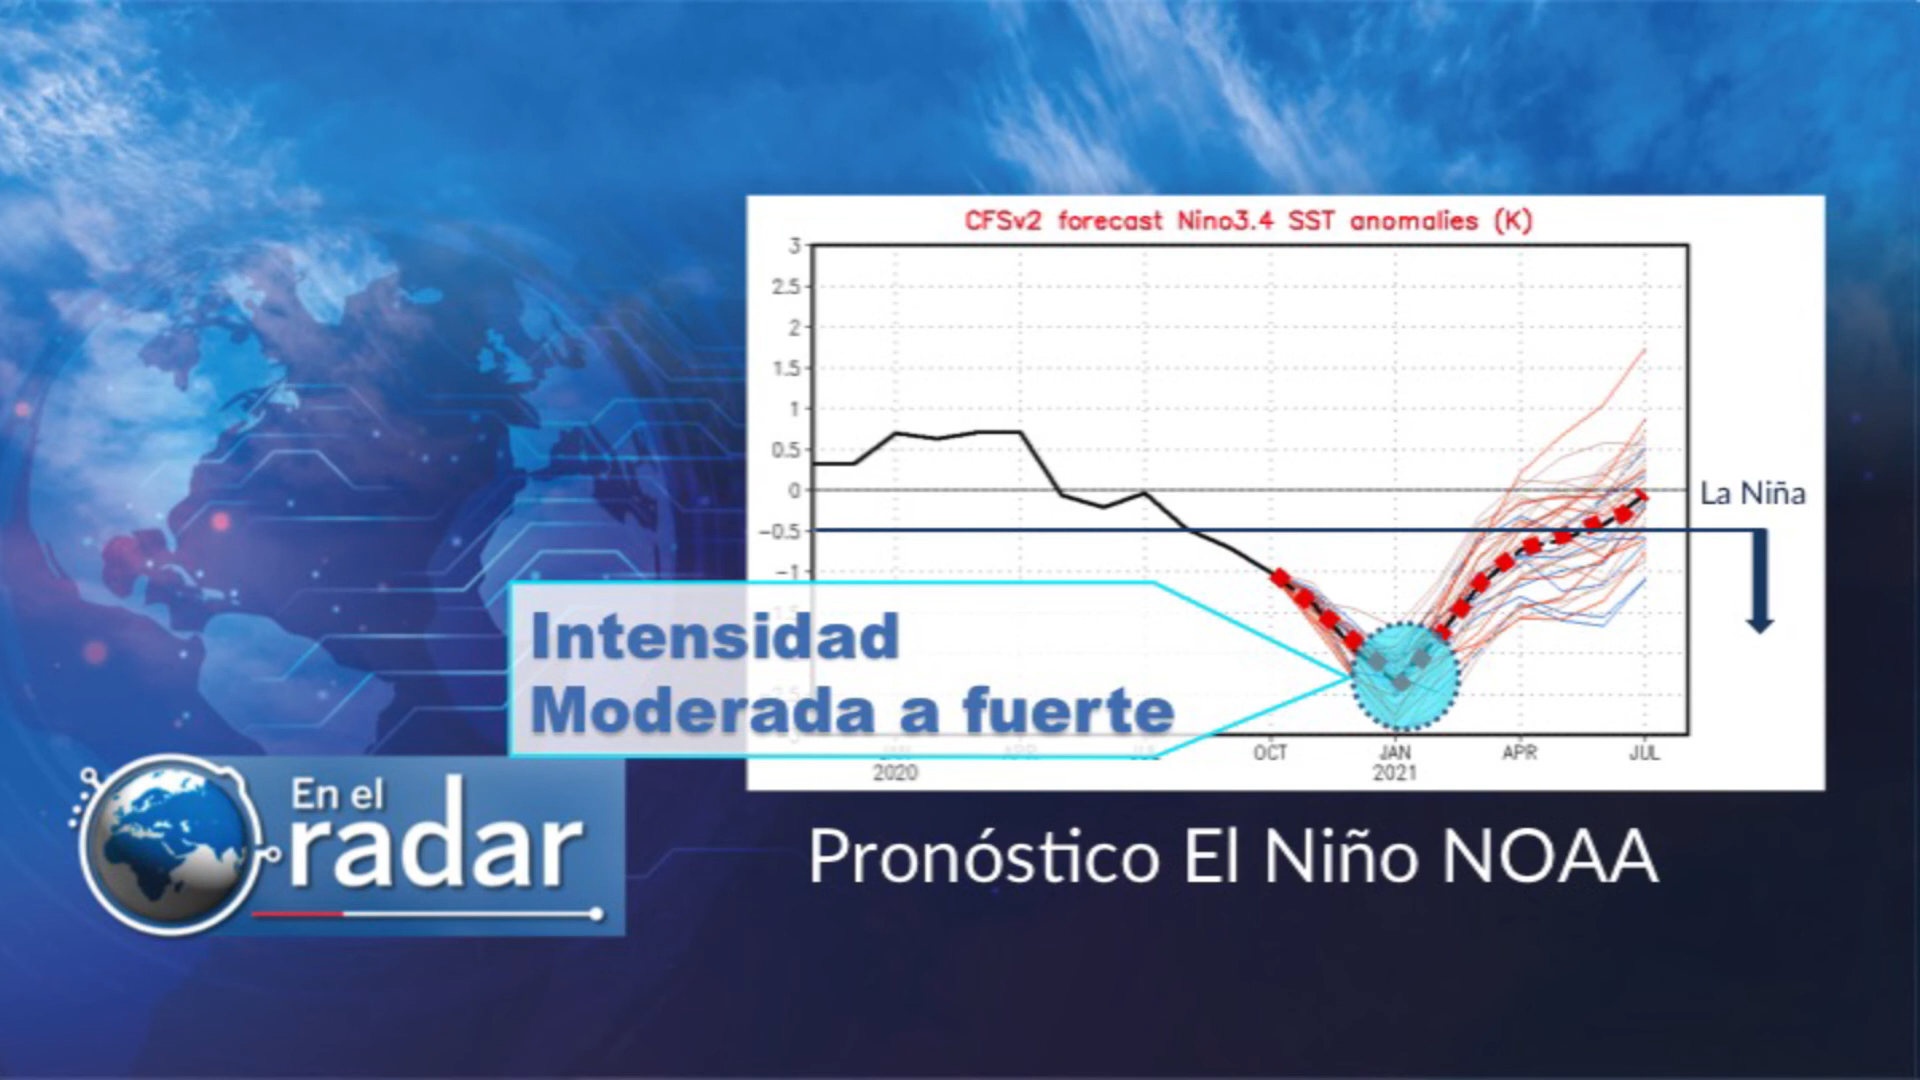 CFSv2 forecast Nino3.4 SST anomalies (K)
3
2.5
2
1.5
1
0.5
0
La Niña
-0.5
-1
Intensidad
Moderada a fuerte
OCT JAN APR JUL
2020 2021
En el
radar
Pronóstico El Niño NOAA